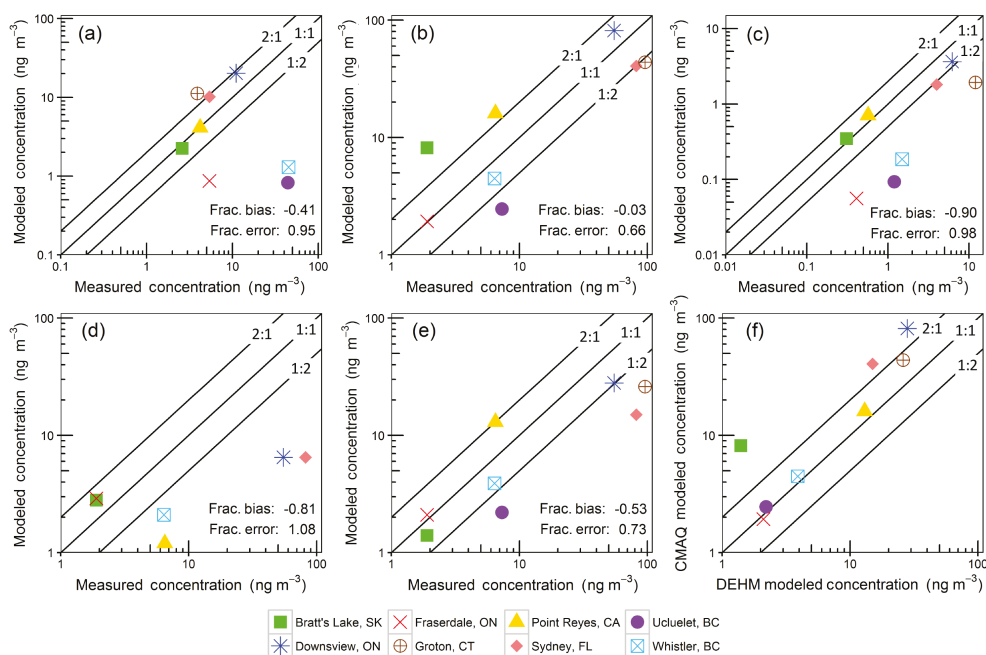 (a)
Modeled concentration (ng m⁻³)
100
10
1
0.1
2:1
1:1
1:2
Frac. bias: -0.41
Frac. error: 0.95
0.1
1
10
100
Measured concentration (ng m⁻³)
(b)
Modeled concentration (ng m⁻³)
100
10
1
2:1
1:1
1:2
Frac. bias: -0.03
Frac. error: 0.66
1
10
100
Measured concentration (ng m⁻³)
(c)
Modeled concentration (ng m⁻³)
10
1
0.1
0.01
2:1
1:1
1:2
Frac. bias: -0.90
Frac. error: 0.98
0.01
0.1
1
10
Measured concentration (ng m⁻³)
(d)
Modeled concentration (ng m⁻³)
100
10
1
2:1
1:1
1:2
Frac. bias: -0.81
Frac. error: 1.08
1
10
100
Measured concentration (ng m⁻³)
(e)
Modeled concentration (ng m⁻³)
100
10
1
2:1
1:1
1:2
Frac. bias: -0.53
Frac. error: 0.73
1
10
100
Measured concentration (ng m⁻³)
(f)
CMAQ modeled concentration (ng m⁻³)
100
10
1
2:1
1:1
1:2
1
10
100
DEHM modeled concentration (ng m⁻³)
Bratt's Lake, SK
Fraserdale, ON
Point Reyes, CA
Ucluelet, BC
Downsview, ON
Groton, CT
Sydney, FL
Whistler, BC